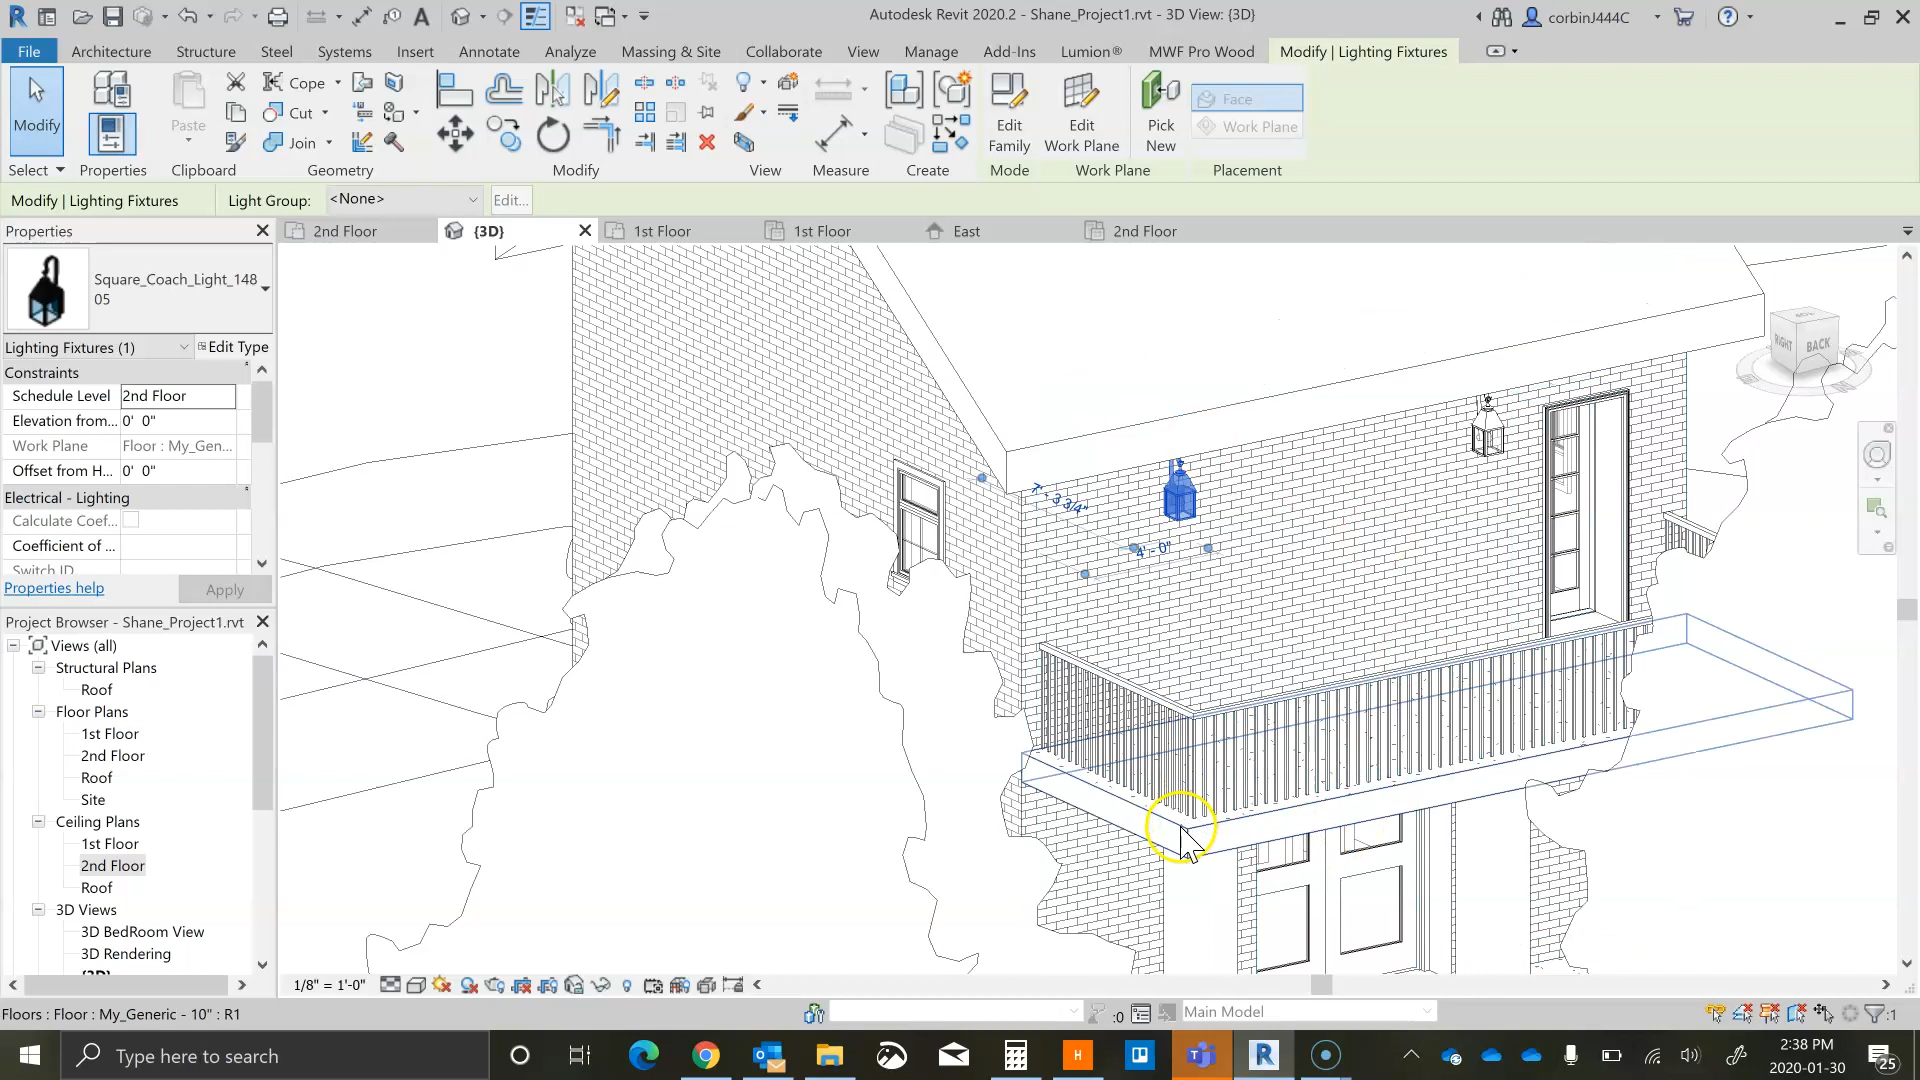 Autodesk Revit 2020.2 - Shane_Project1.rvt - 3D View: {3D}
corbinJ444C
File Architecture Structure Steel Systems Insert Annotate Analyze Massing & Site Collaborate View Manage Add-Ins Lumion® MWF Pro Wood Modify | Lighting Fixtures
Modify
Paste
Cope
Cut
Join
Edit Family
Edit Work Plane
Pick New
Face
Work Plane
Select Properties Clipboard Geometry Modify View Measure Create Mode Work Plane Placement
Modify | Lighting Fixtures Light Group: <None> Edit...
Properties
2nd Floor {3D} 1st Floor 1st Floor East 2nd Floor
Square_Coach_Light_148
05
Lighting Fixtures (1) Edit Type
Constraints
Schedule Level 2nd Floor
Elevation from... 0' 0"
Work Plane Floor : My_Gen...
Offset from H... 0' 0"
Electrical - Lighting
Calculate Coef...
Coefficient of ...
Switch ID
Properties help Apply
Project Browser - Shane_Project1.rvt
Views (all)
Structural Plans
Roof
Floor Plans
1st Floor
2nd Floor
Roof
Site
Ceiling Plans
1st Floor
2nd Floor
Roof
3D Views
3D BedRoom View
3D Rendering
{3D}
7' - 3 3/4"
4' - 0"
RIGHT BACK
1/8" = 1'-0"
Floors : Floor : My_Generic - 10" : R1
:0
Main Model
:1
Type here to search
2:38 PM
2020-01-30
25